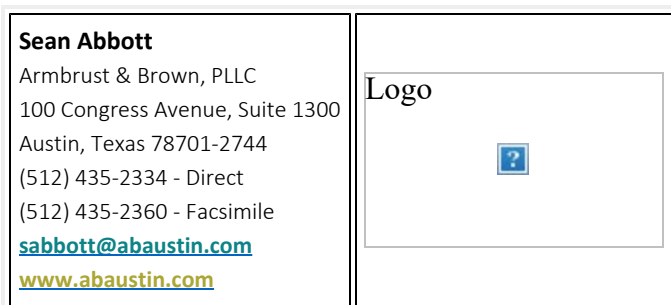 Sean Abbott
Armbrust & Brown, PLLC
100 Congress Avenue, Suite 1300
Austin, Texas 78701-2744
(512) 435-2334 - Direct
(512) 435-2360 - Facsimile
sabbott@abaustin.com
www.abaustin.com
Logo
?